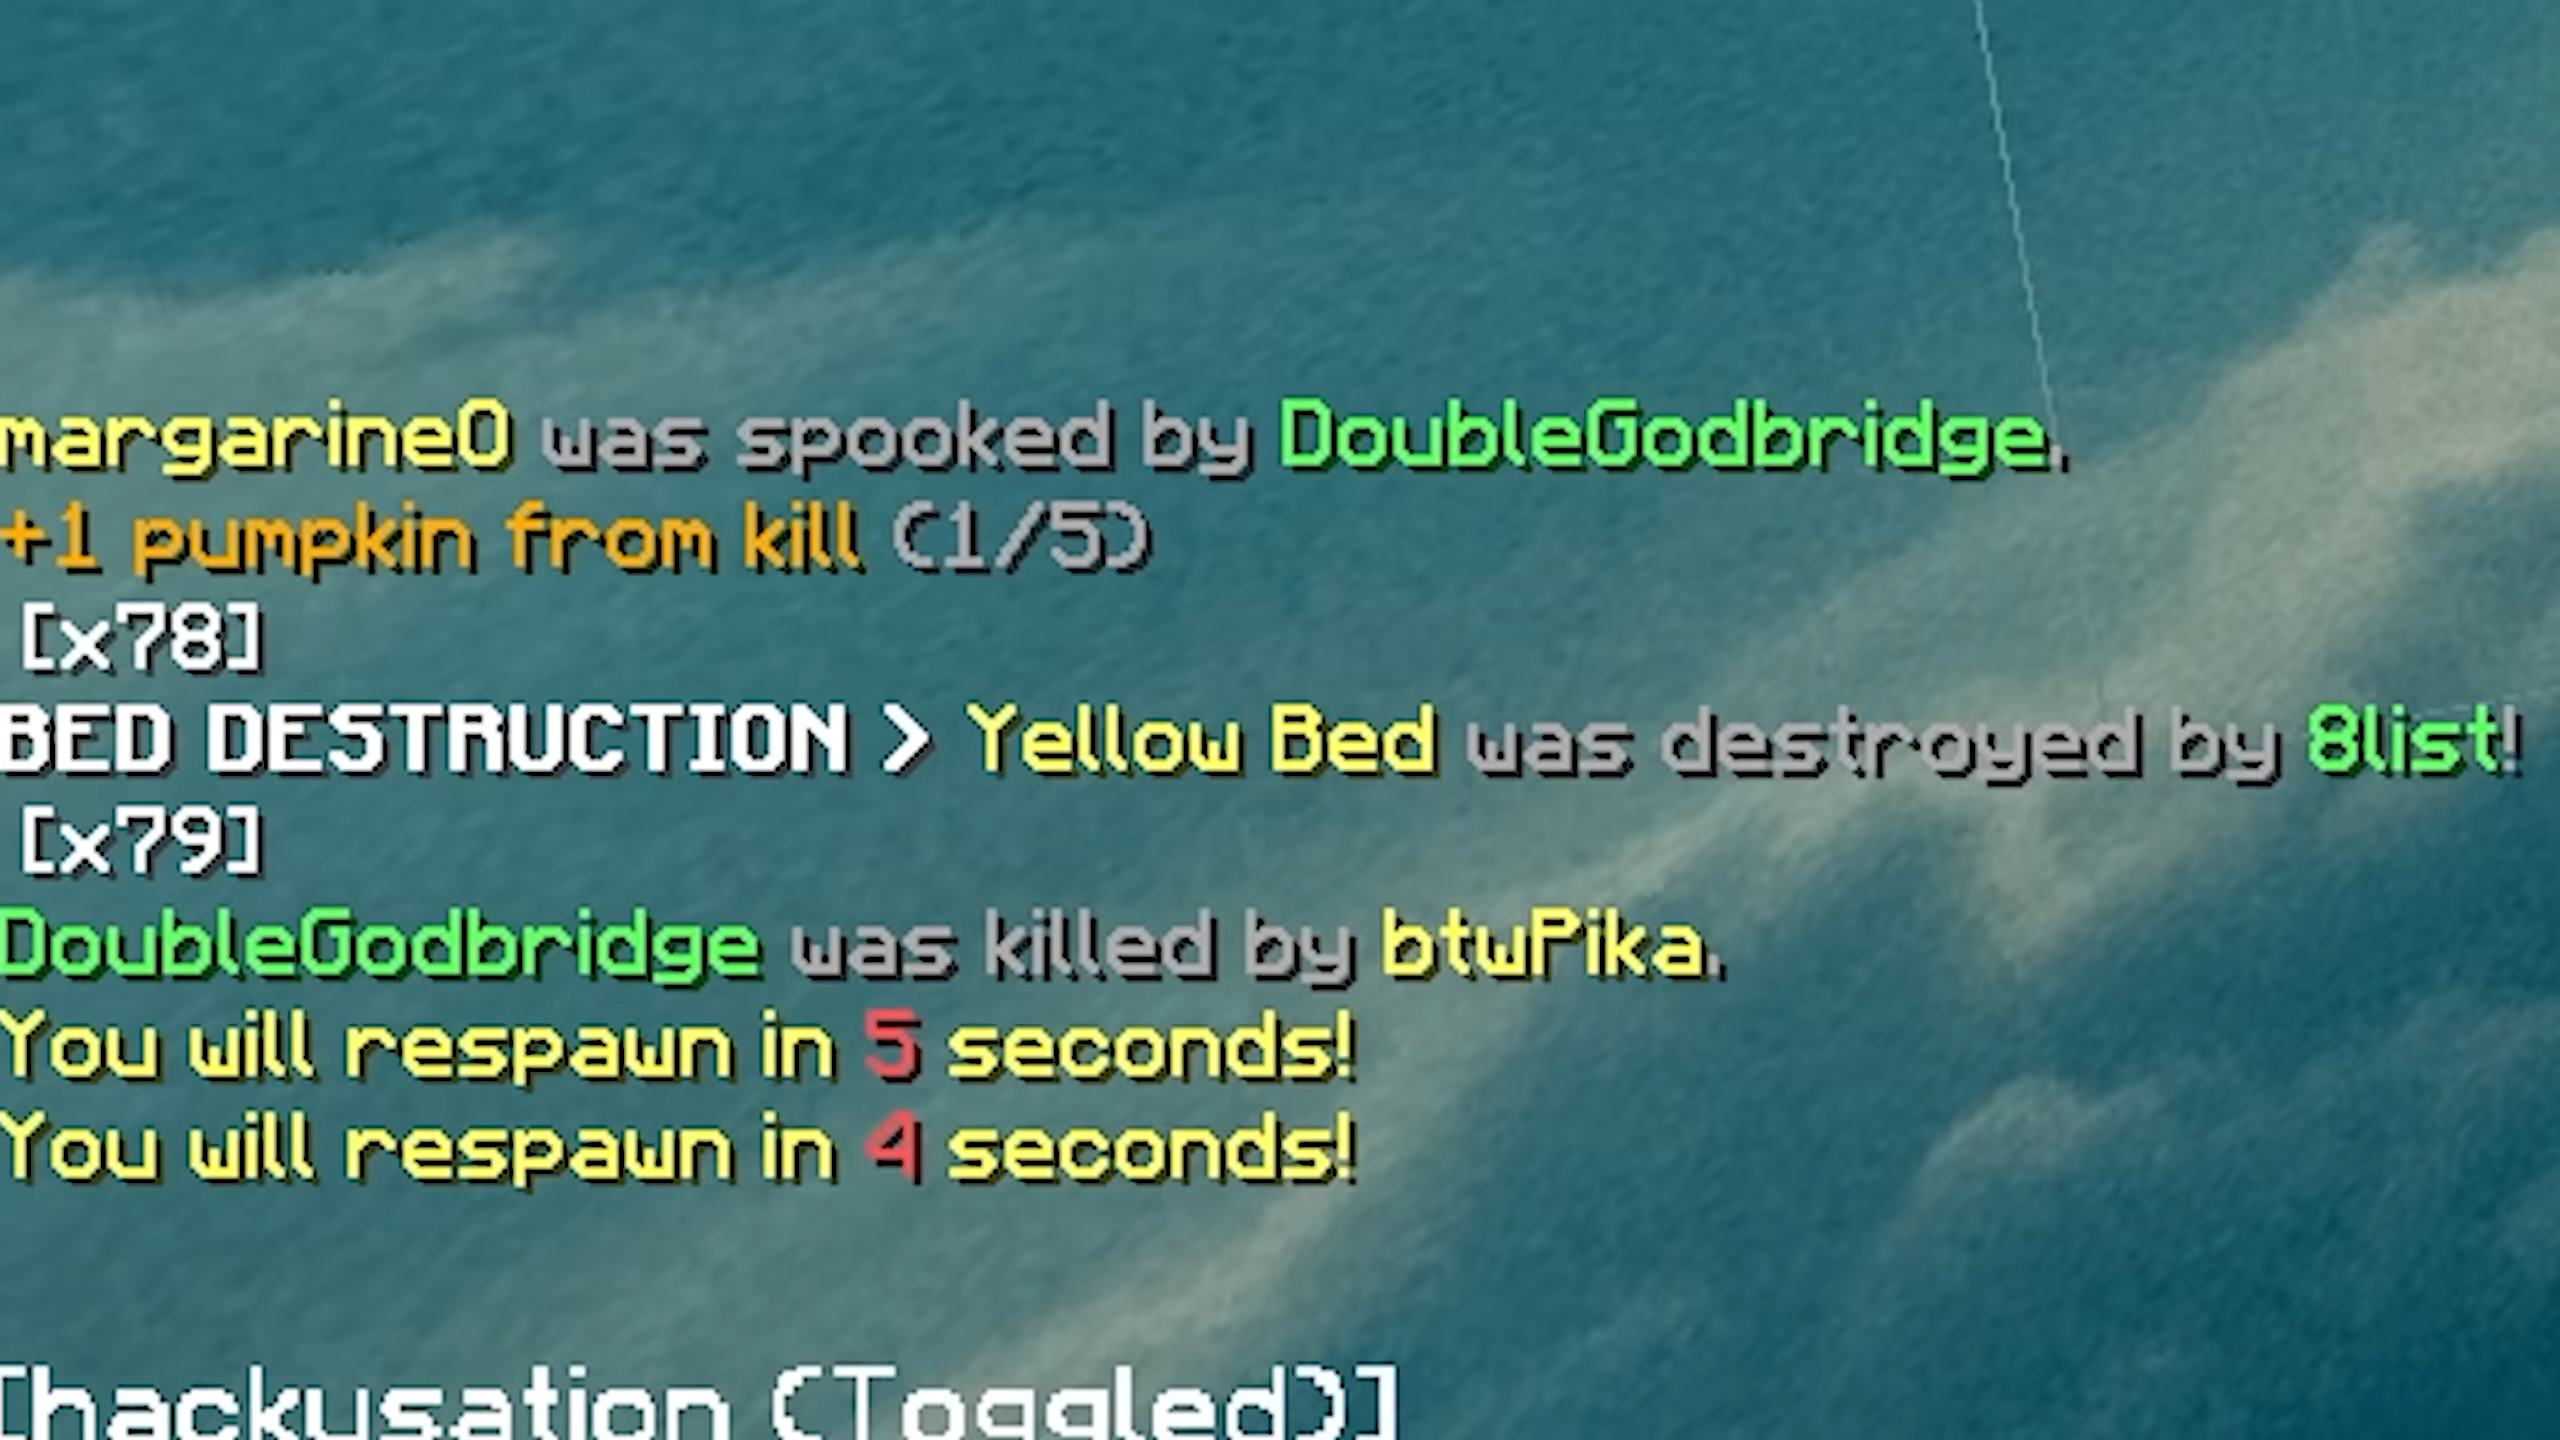 margarine0 was spooked by DoubleGodbridge.
+1 pumpkin from kill (1/5)
[x78]
BED DESTRUCTION > Yellow Bed was destroyed by 8list!
[x79]
DoubleGodbridge was killed by btwPika.
You will respawn in 5 seconds!
You will respawn in 4 seconds!
[hackusation (Toggled)]